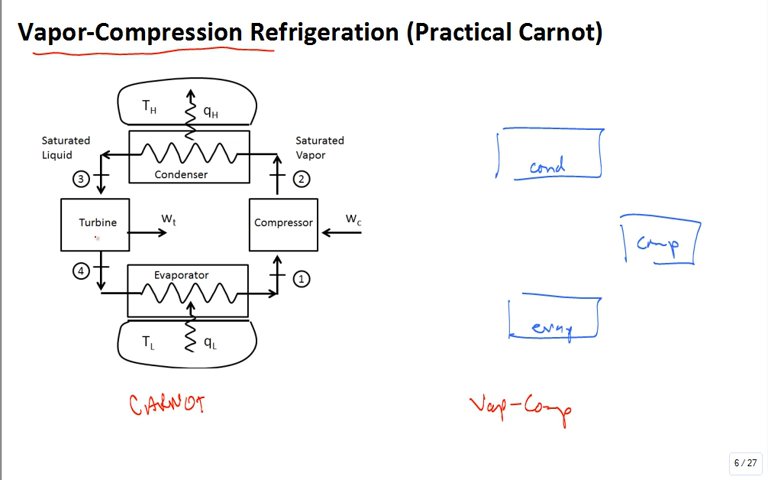 Vapor-Compression Refrigeration (Practical Carnot)
T_H
q_H
Saturated
Liquid
Saturated
Vapor
Condenser
3
2
Turbine
W_t
Compressor
W_c
4
Evaporator
1
T_L
q_L
cond
comp
evap
CARNOT
Vap-Comp
6 / 27